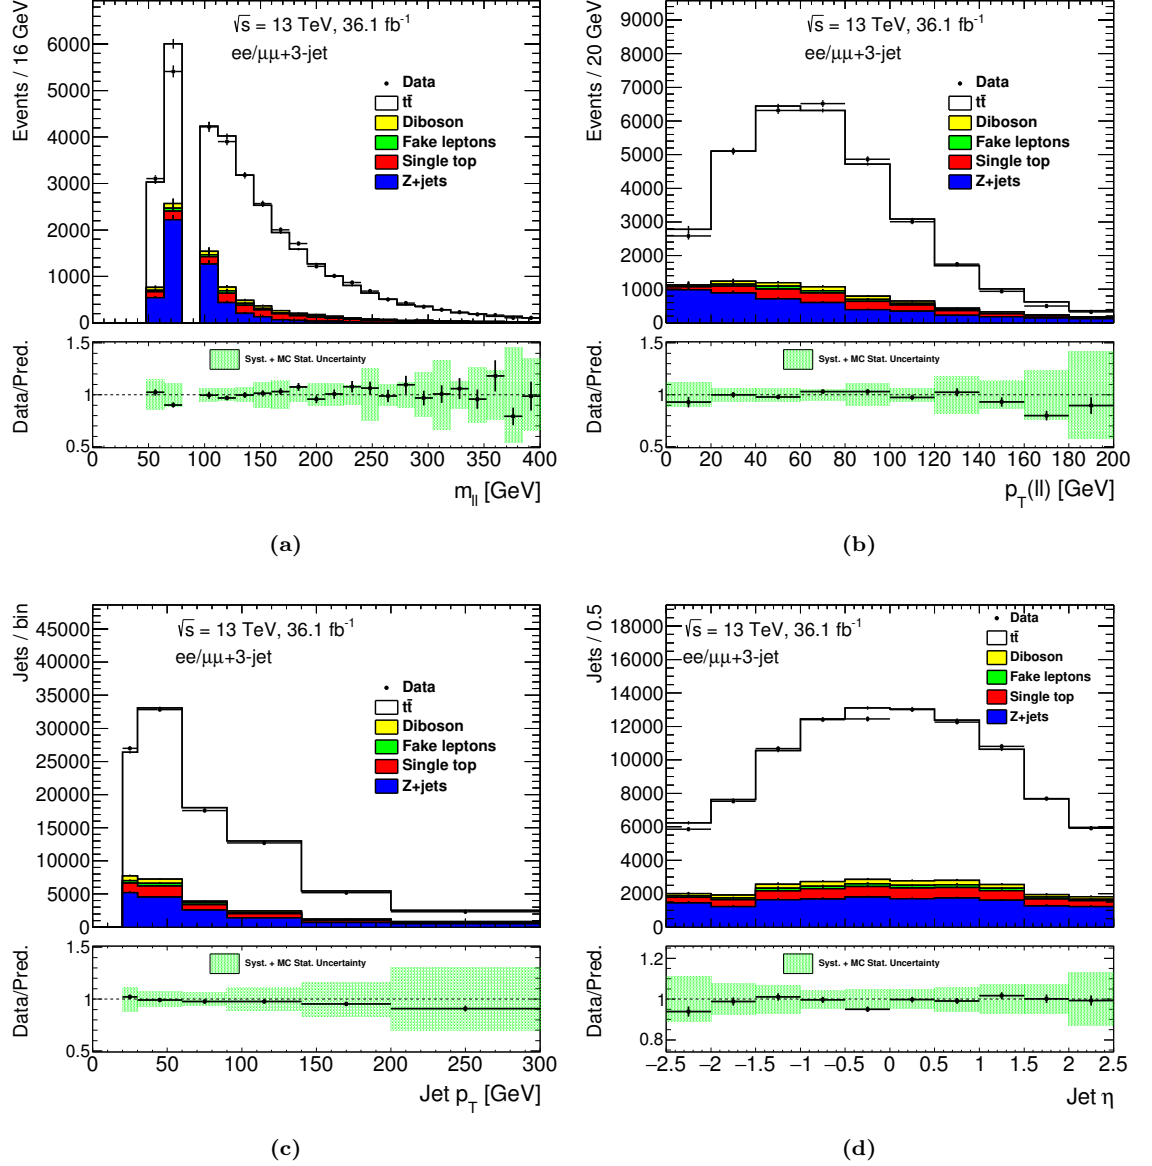 Events / 16 GeV
6000
5000
4000
3000
2000
1000
0
√s = 13 TeV, 36.1 fb⁻¹
ee/μμ+3-jet
Data
tt̄
Diboson
Fake leptons
Single top
Z+jets
Data/Pred.
1.5
1
0.5
Syst. + MC Stat. Uncertainty
0 50 100 150 200 250 300 350 400
m_ll [GeV]
(a)
Events / 20 GeV
9000
8000
7000
6000
5000
4000
3000
2000
1000
0
√s = 13 TeV, 36.1 fb⁻¹
ee/μμ+3-jet
Data
tt̄
Diboson
Fake leptons
Single top
Z+jets
Data/Pred.
1.5
1
0.5
Syst. + MC Stat. Uncertainty
0 20 40 60 80 100 120 140 160 180 200
p_T(ll) [GeV]
(b)
Jets / bin
45000
40000
35000
30000
25000
20000
15000
10000
5000
0
√s = 13 TeV, 36.1 fb⁻¹
ee/μμ+3-jet
Data
tt̄
Diboson
Fake leptons
Single top
Z+jets
Data/Pred.
1.5
1
0.5
Syst. + MC Stat. Uncertainty
0 50 100 150 200 250 300
Jet p_T [GeV]
(c)
Jets / 0.5
18000
16000
14000
12000
10000
8000
6000
4000
2000
0
√s = 13 TeV, 36.1 fb⁻¹
ee/μμ+3-jet
Data
tt̄
Diboson
Fake leptons
Single top
Z+jets
Data/Pred.
1.2
1
0.8
Syst. + MC Stat. Uncertainty
−2.5 −2 −1.5 −1 −0.5 0 0.5 1 1.5 2 2.5
Jet η
(d)